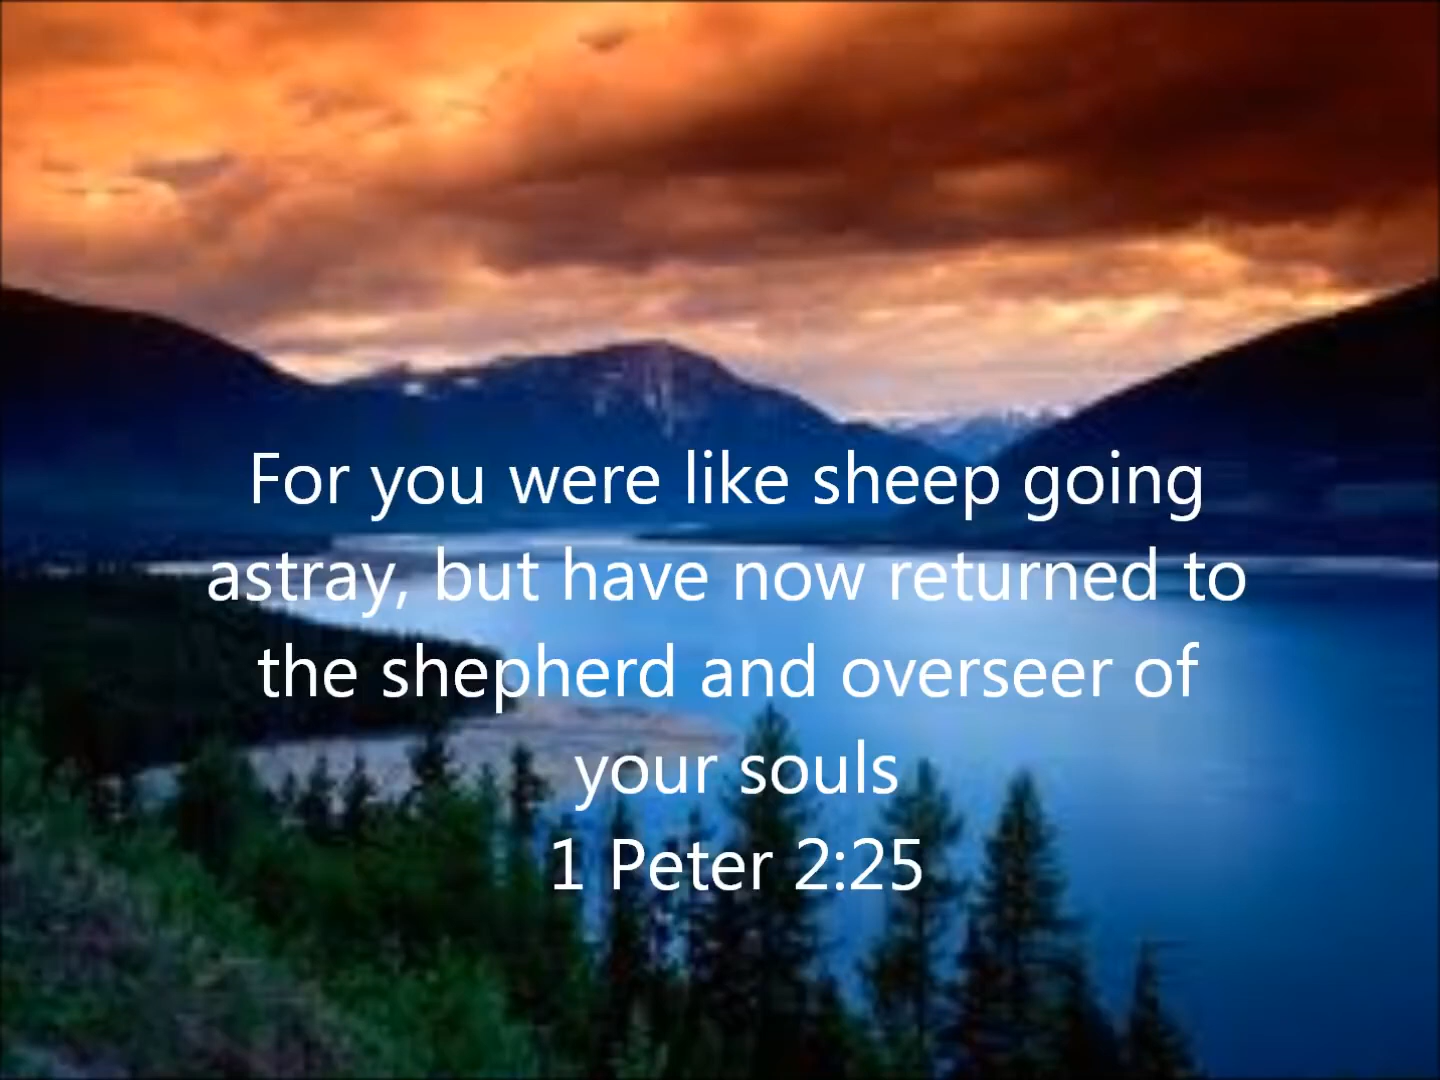 For you were like sheep going
astray, but have now returned to
the shepherd and overseer of
your souls
1 Peter 2:25